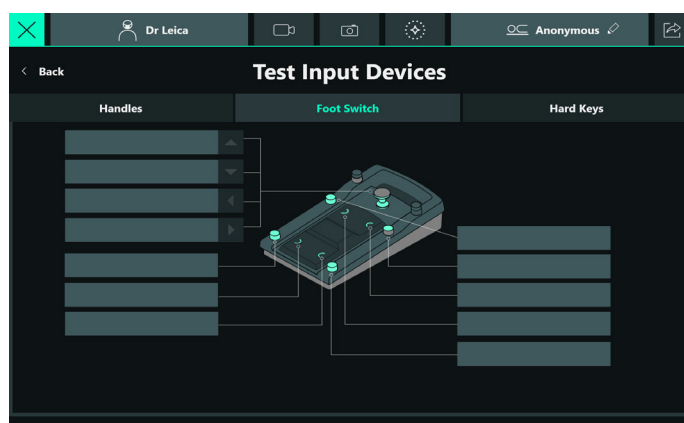 Dr Leica
Anonymous
Back
Test Input Devices
Handles
Foot Switch
Hard Keys